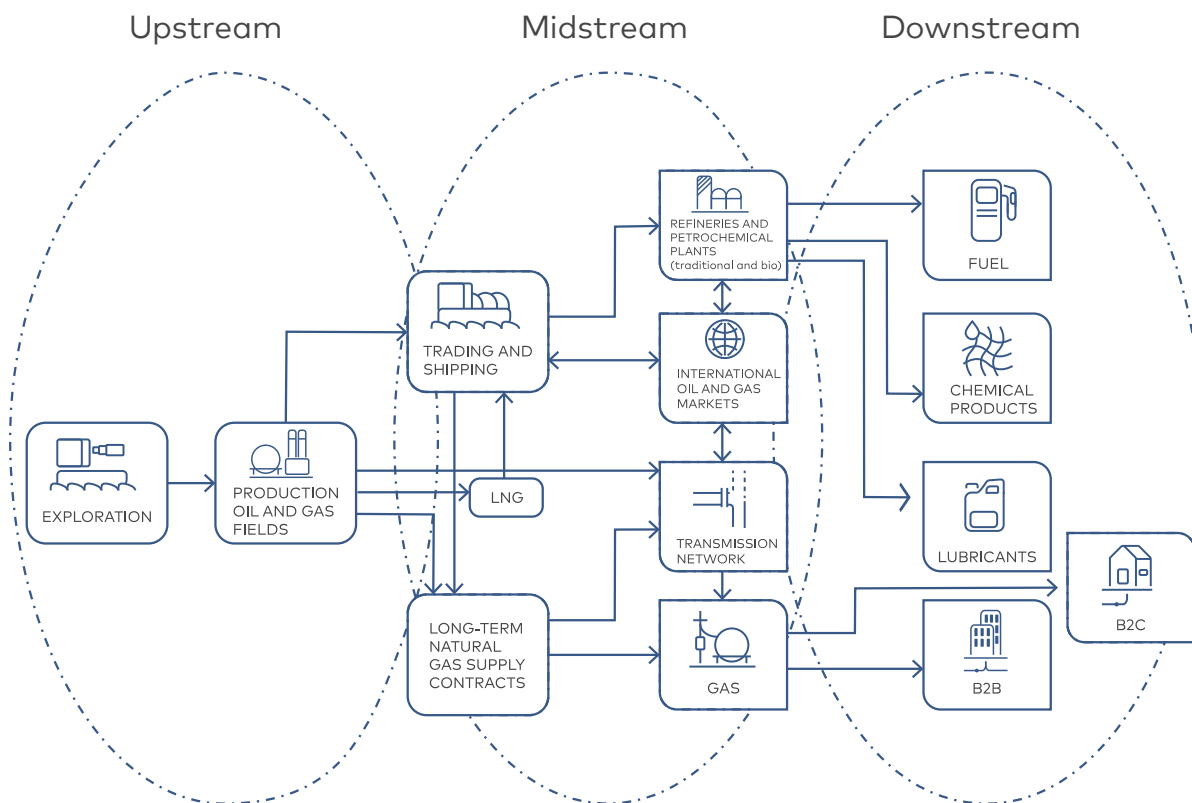 Upstream
Midstream
Downstream
REFINERIES AND
PETROCHEMICAL
PLANTS
(traditional and bio)
FUEL
TRADING AND
SHIPPING
INTERNATIONAL
OIL AND GAS
MARKETS
CHEMICAL
PRODUCTS
EXPLORATION
PRODUCTION
OIL AND GAS
FIELDS
LNG
TRANSMISSION
NETWORK
LUBRICANTS
B2C
LONG-TERM
NATURAL
GAS SUPPLY
CONTRACTS
GAS
B2B